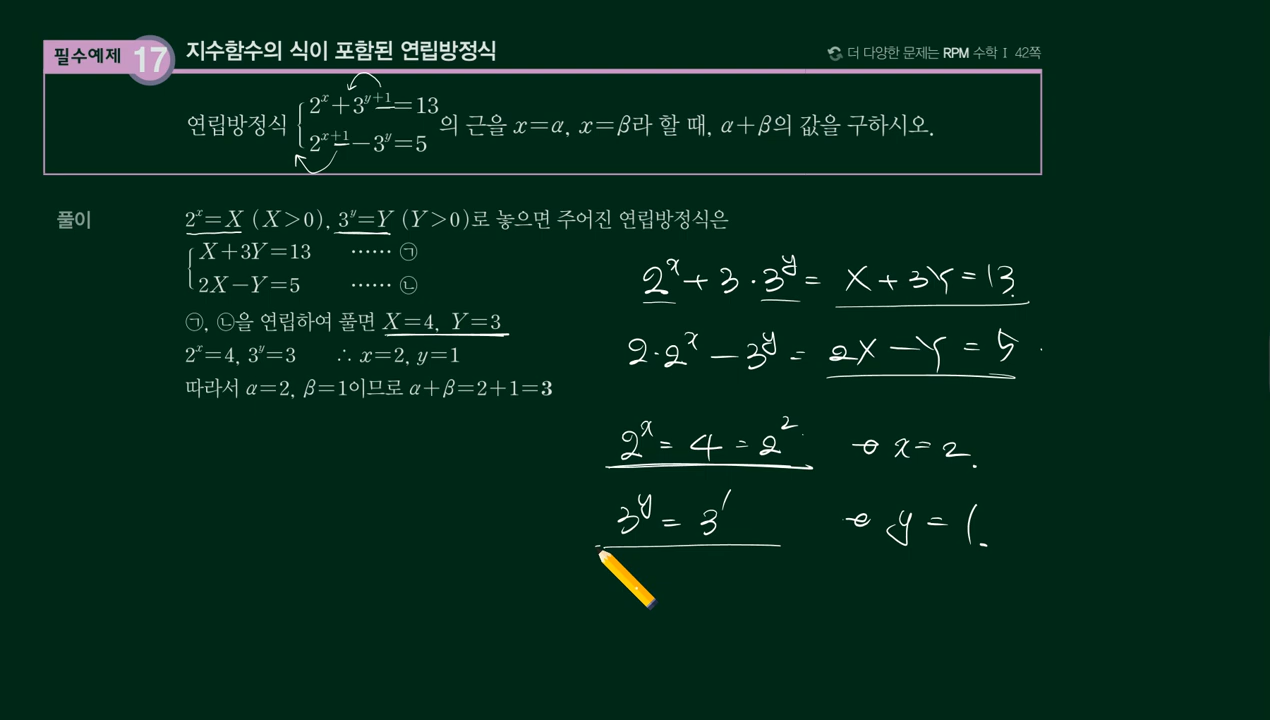 필수예제 17 지수함수의 식이 포함된 연립방정식 더 다양한 문제는 RPM 수학 Ⅰ 42쪽
연립방정식 { 2^x+3^{y+1}=13
2^{x+1}-3^y=5 의 근을 x=α, x=β라 할 때, α+β의 값을 구하시오.
풀이 2^x=X (X>0), 3^y=Y (Y>0)로 놓으면 주어진 연립방정식은
{ X+3Y=13 …… ㉠
2X-Y=5 …… ㉡
㉠, ㉡을 연립하여 풀면 X=4, Y=3
2^x=4, 3^y=3 ∴ x=2, y=1
따라서 α=2, β=1이므로 α+β=2+1=3
2^x + 3·3^y = X + 3Y = 13.
2·2^x - 3^y = 2X - Y = 5.
2^x = 4 = 2^2. → x = 2.
3^y = 3^1 → y = 1.